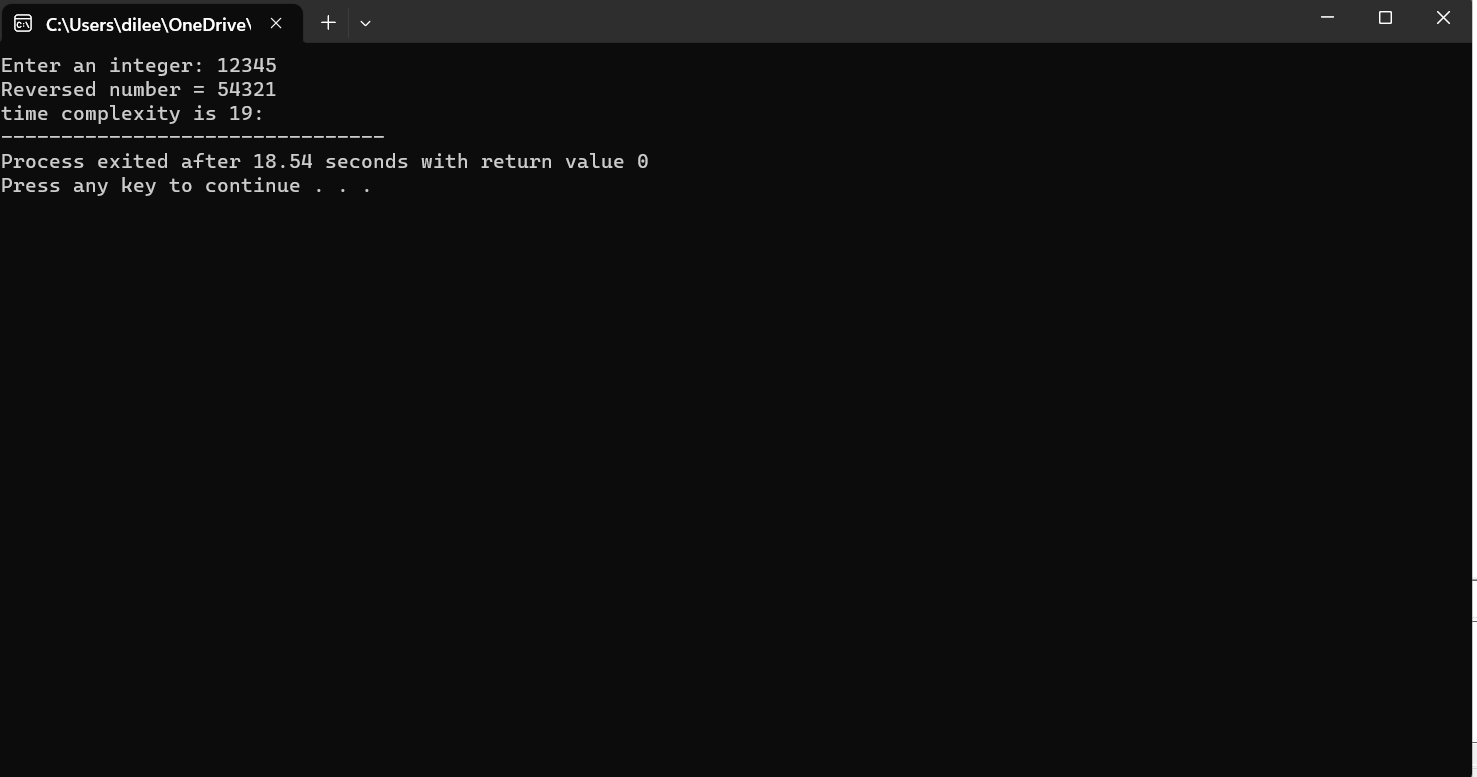 C:\Users\dilee\OneDrive\
Enter an integer: 12345
Reversed number = 54321
time complexity is 19:
--------------------------------
Process exited after 18.54 seconds with return value 0
Press any key to continue . . .